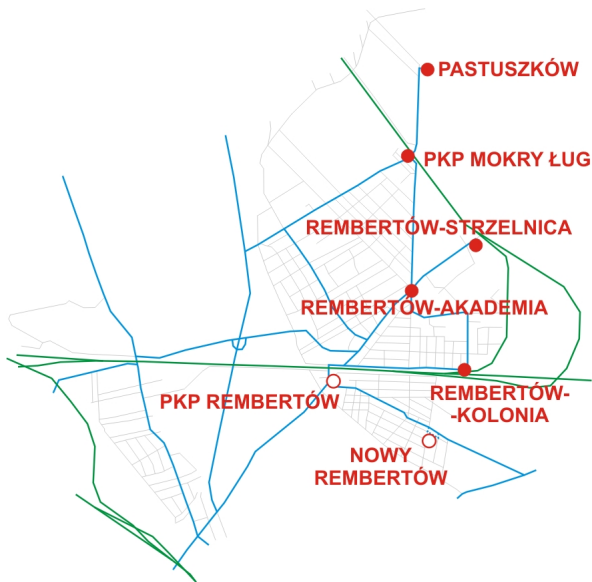 PASTUSZKÓW
PKP MOKRY ŁUG
REMBERTÓW-STRZELNICA
REMBERTÓW-AKADEMIA
PKP REMBERTÓW
REMBERTÓW-
-KOLONIA
NOWY
REMBERTÓW